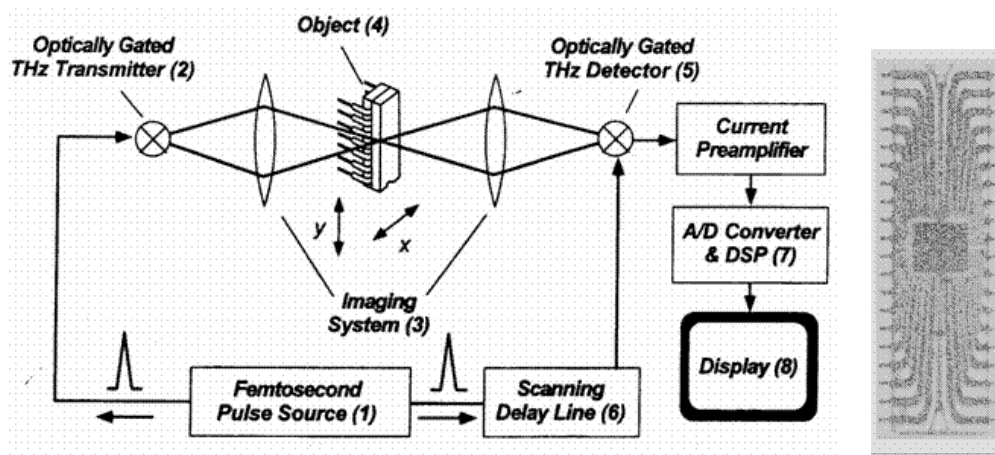 Object (4)
Optically Gated
THz Transmitter (2)
Optically Gated
THz Detector (5)
Current
Preamplifier
y
x
A/D Converter
& DSP (7)
Imaging
System (3)
Display (8)
Femtosecond
Pulse Source (1)
Scanning
Delay Line (6)